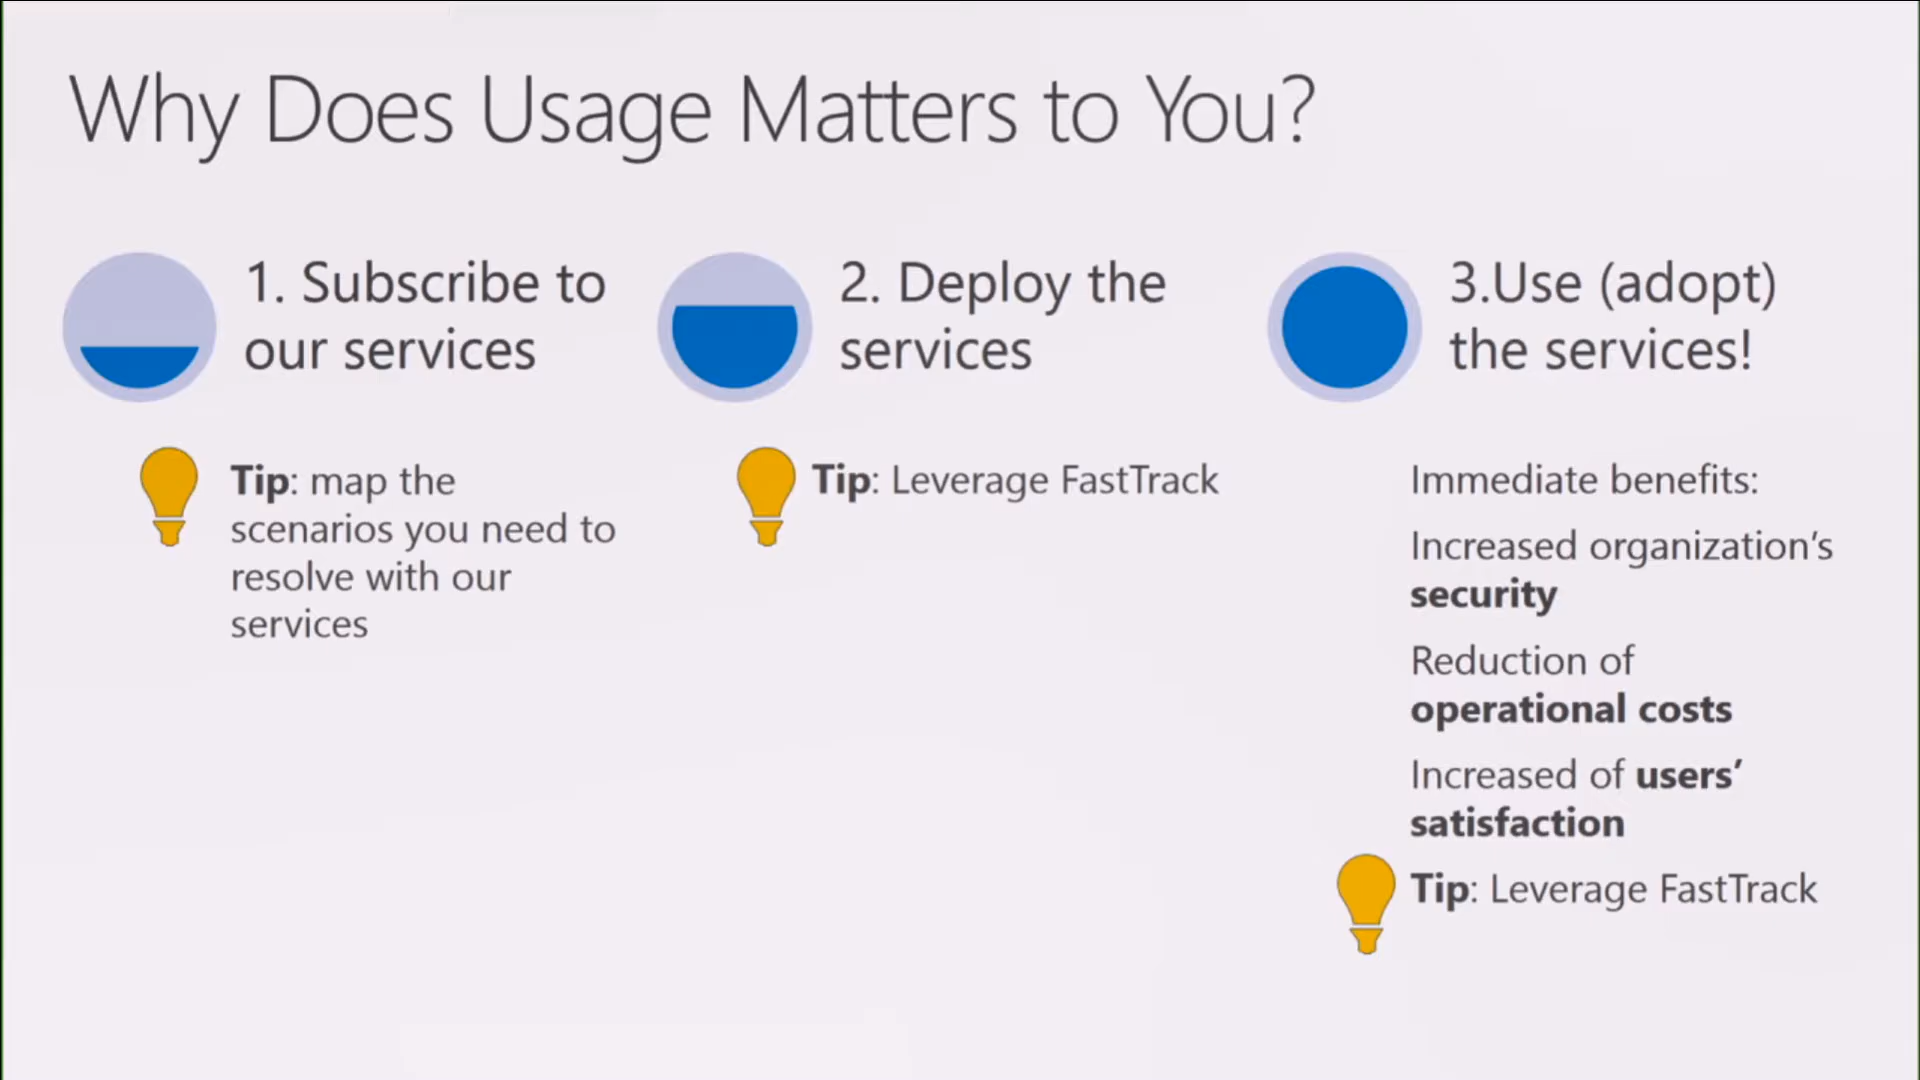 Why Does Usage Matters to You?
1. Subscribe to
our services
Tip: map the
scenarios you need to
resolve with our
services
2. Deploy the
services
Tip: Leverage FastTrack
3.Use (adopt)
the services!
Immediate benefits:
Increased organization’s
security
Reduction of
operational costs
Increased of users’
satisfaction
Tip: Leverage FastTrack